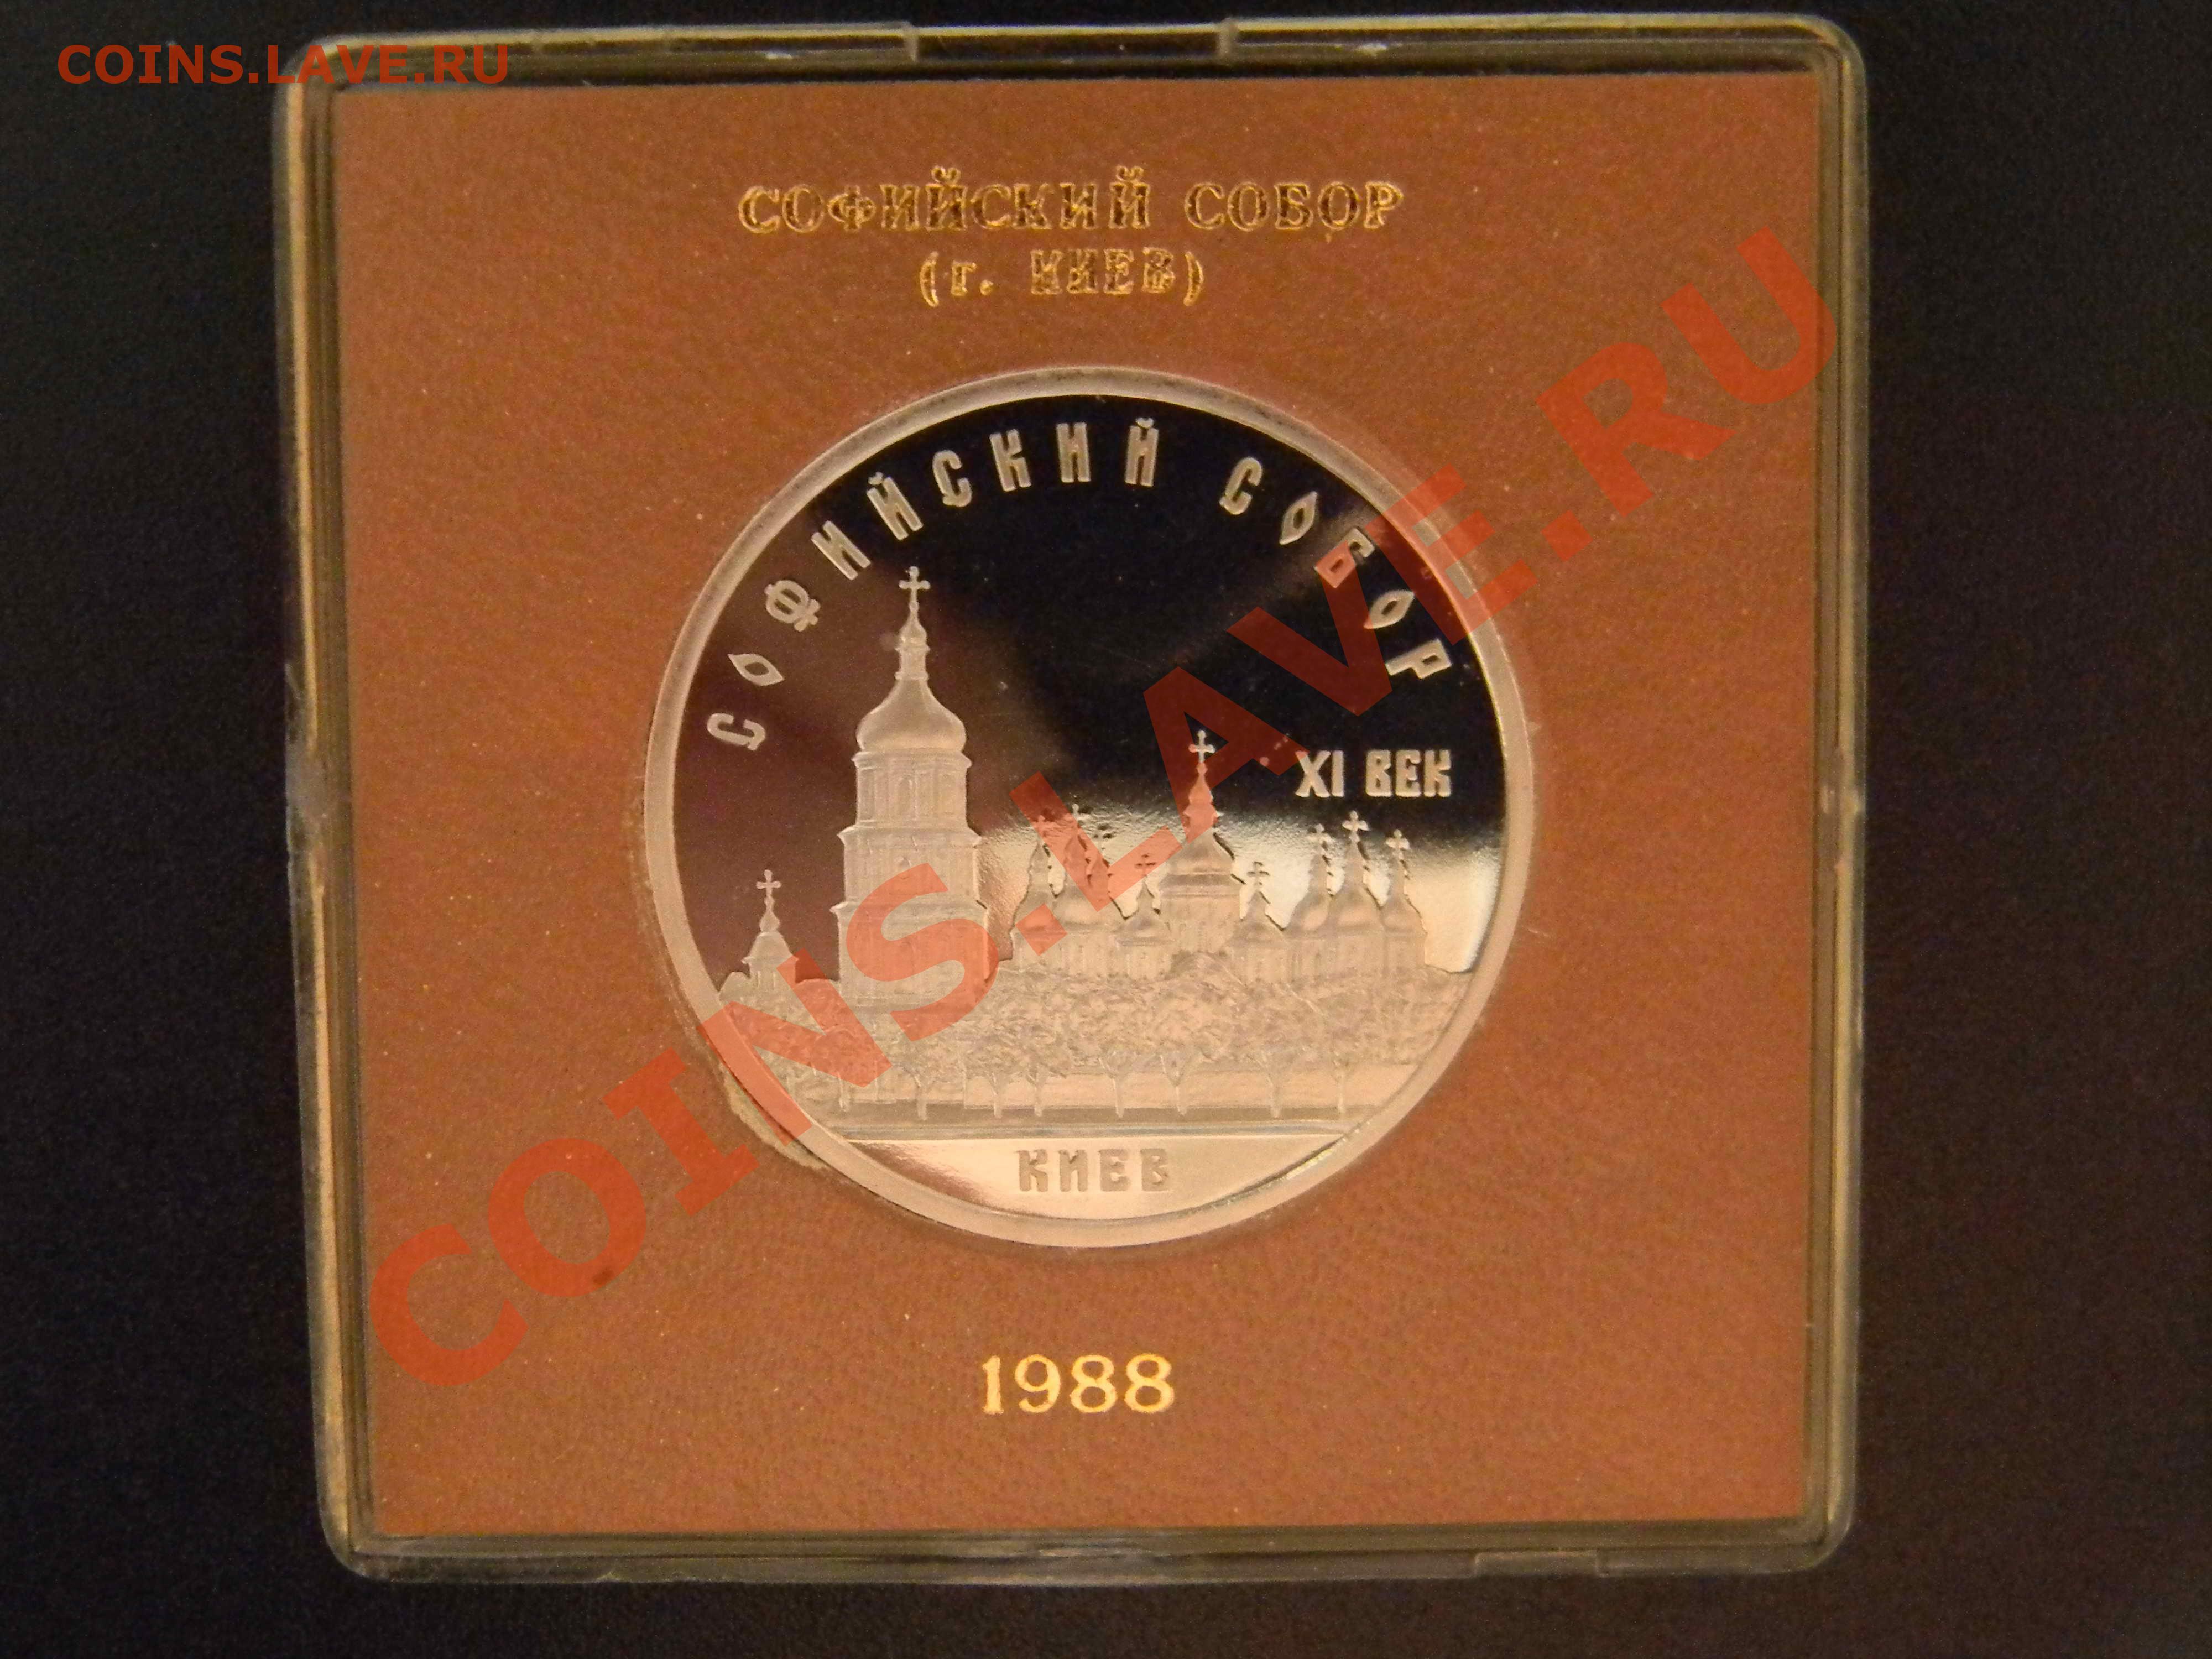 COINS.LAVE.RU
СОФИЙСКИЙ СОБОР
(г. КИЕВ)
СОФИЙСКИЙ СОБОР
XI ВЕК
КИЕВ
1988
COINS.LAVE.RU